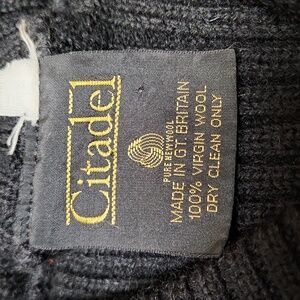 Citadel
PURE NEW WOOL
MADE IN GT. BRITAIN
100% VIRGIN WOOL
DRY CLEAN ONLY